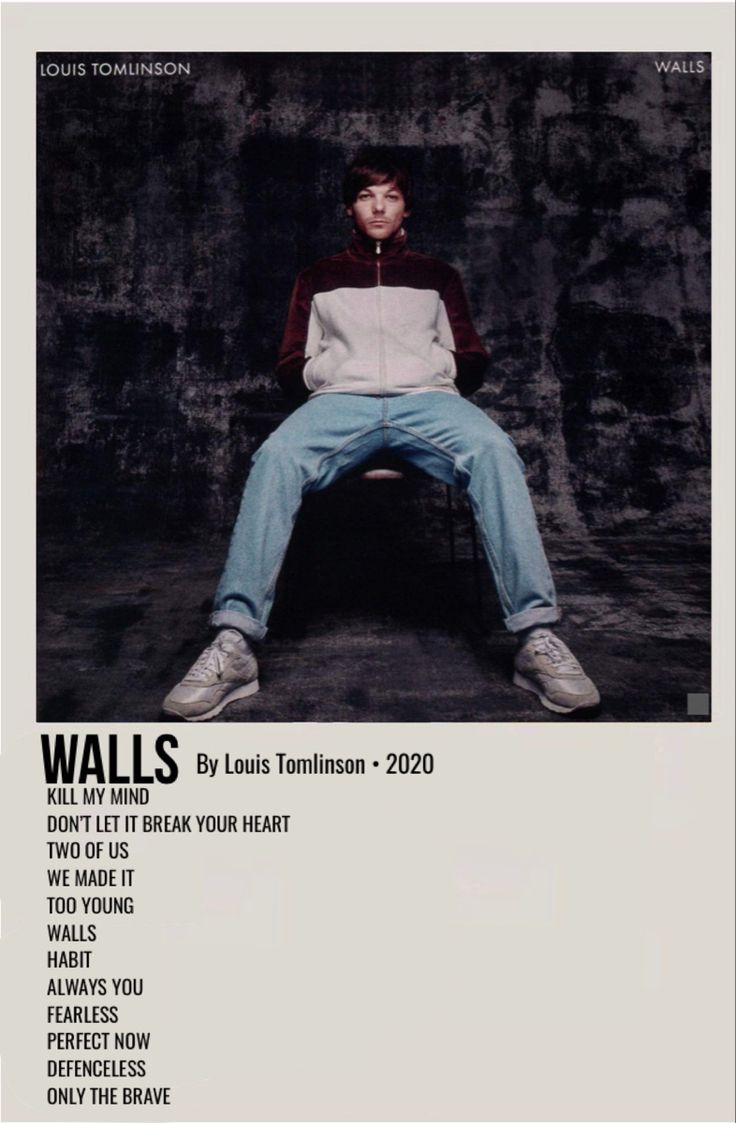 LOUIS TOMLINSON WALLS
WALLS By Louis Tomlinson • 2020
KILL MY MIND
DON'T LET IT BREAK YOUR HEART
TWO OF US
WE MADE IT
TOO YOUNG
WALLS
HABIT
ALWAYS YOU
FEARLESS
PERFECT NOW
DEFENCELESS
ONLY THE BRAVE